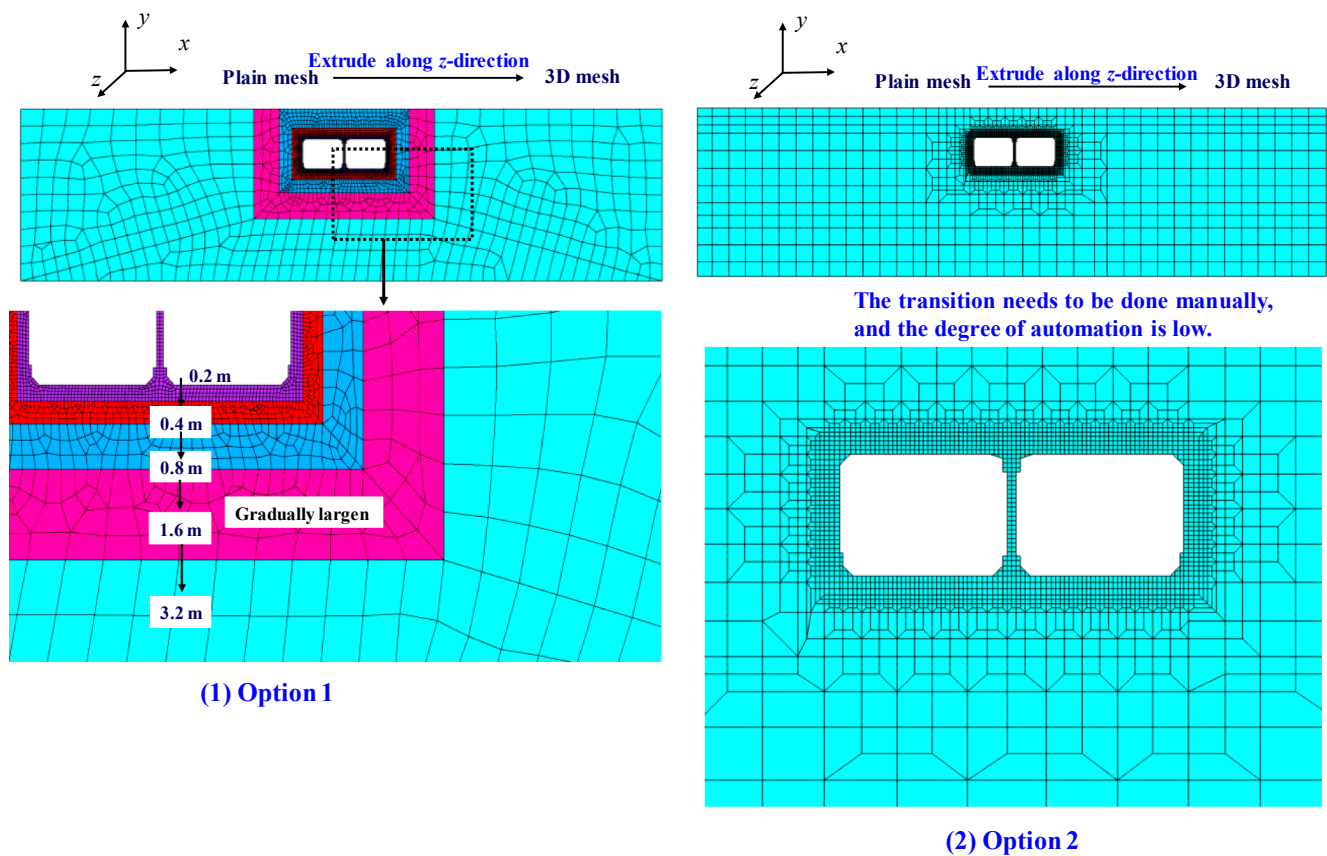 y
x
z
Extrude along z-direction
Plain mesh
3D mesh
0.2 m
0.4 m
0.8 m
Gradually largen
1.6 m
3.2 m
(1) Option 1
y
x
z
Extrude along z-direction
Plain mesh
3D mesh
The transition needs to be done manually,
and the degree of automation is low.
(2) Option 2